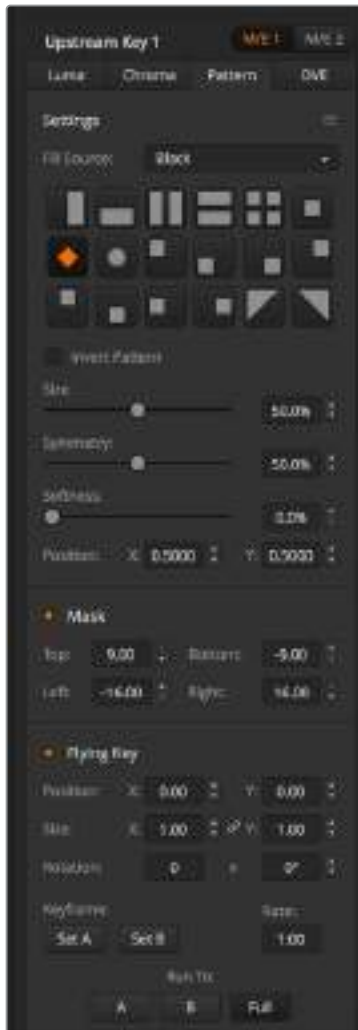 Upstream Key 1 M/E 1 M/E 2
Luma Chroma Pattern DVE
Settings
Fill Source: Black
Invert Pattern
Size:
50.0%
Symmetry:
50.0%
Softness:
0.0%
Position: X: 0.5000 Y: 0.5000
Mask
Top: 9.00 Bottom: -9.00
Left: -16.00 Right: 16.00
Flying Key
Position: X: 0.00 Y: 0.00
Size: X: 1.00 Y: 1.00
Rotation: 0 + 0°
Keyframe: Rate:
Set A Set B 1:00
Run To:
A B Full